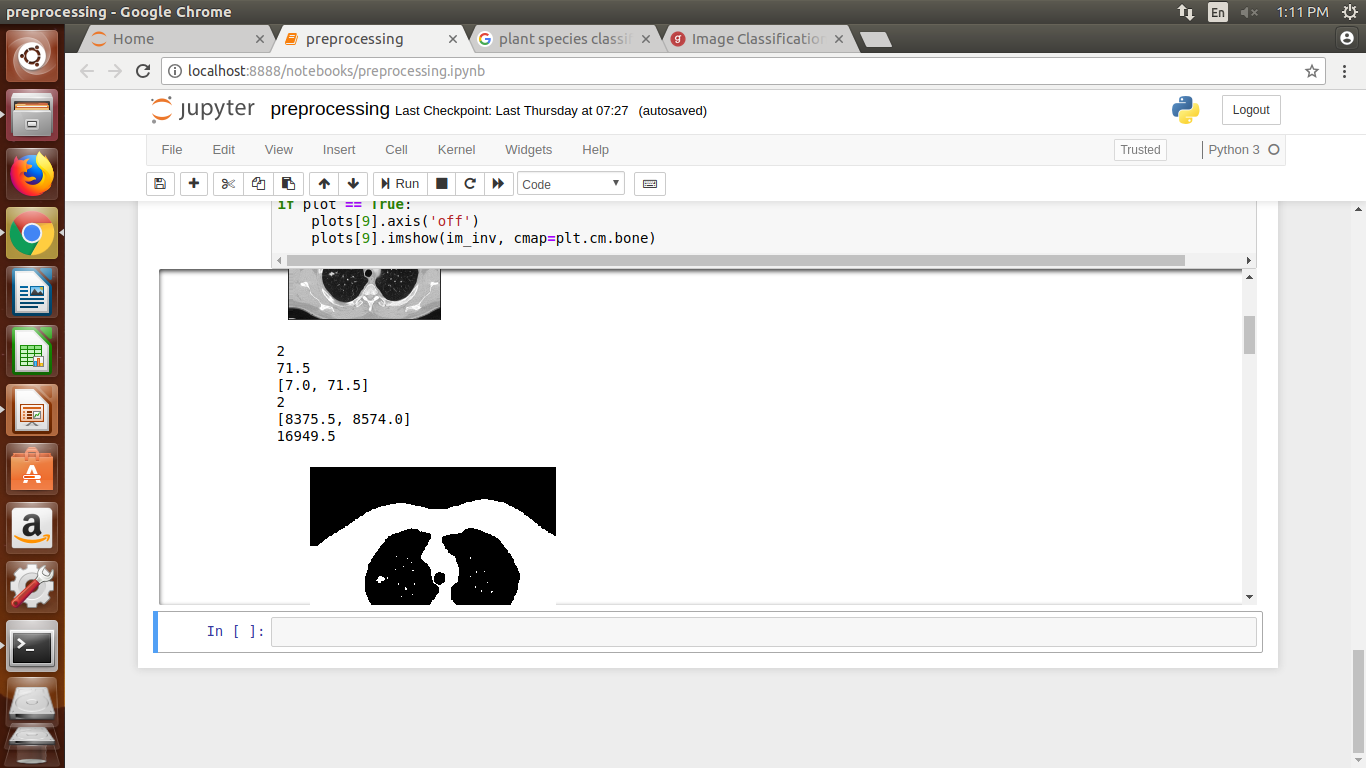 preprocessing - Google Chrome
En
1:11 PM
Home
preprocessing
plant species classif
Image Classification
localhost:8888/notebooks/preprocessing.ipynb
jupyter preprocessing Last Checkpoint: Last Thursday at 07:27 (autosaved)
Logout
File Edit View Insert Cell Kernel Widgets Help
Trusted
Python 3
Run
Code
if plot == True:
plots[9].axis('off')
plots[9].imshow(im_inv, cmap=plt.cm.bone)
2
71.5
[7.0, 71.5]
2
[8375.5, 8574.0]
16949.5
In [ ]: